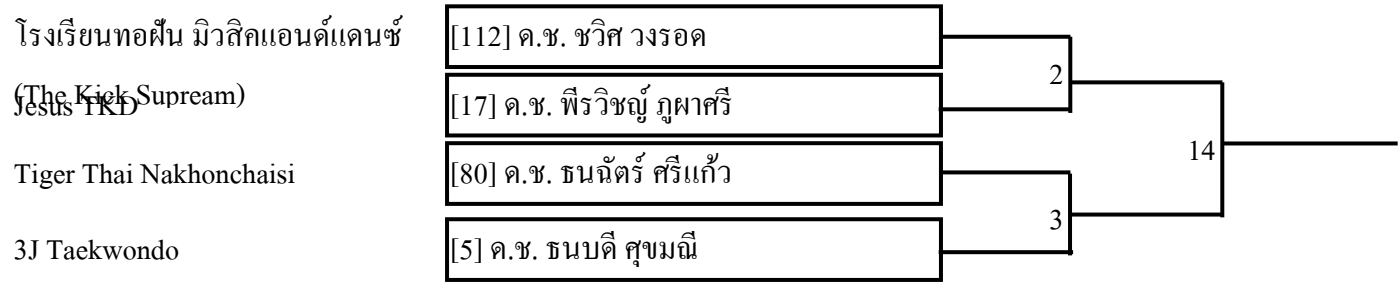 โรงเรียนทอฝัน มิวสิคแอนด์แดนซ์
(The Kick Supream)
[112] ด.ช. ชวิศ วงรอด
2
Jesus TKD
[17] ด.ช. พีรวิชญ์ ภูผาศรี
14
Tiger Thai Nakhonchaisi
[80] ด.ช. ธนฉัตร์ ศรีแก้ว
3
3J Taekwondo
[5] ด.ช. ธนบดี ศุขมณี